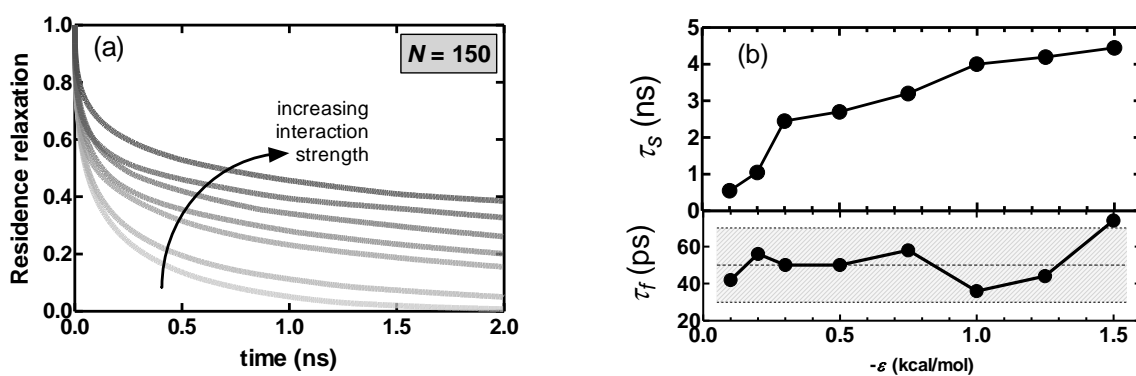 (a)
N = 150
increasing
interaction
strength
Residence relaxation
1.0
0.8
0.6
0.4
0.2
0.0
0.0 0.5 1.0 1.5 2.0
time (ns)
(b)
τS (ns)
5
4
3
2
1
0
τf (ps)
60
40
20
0.0 0.5 1.0 1.5
-ε (kcal/mol)